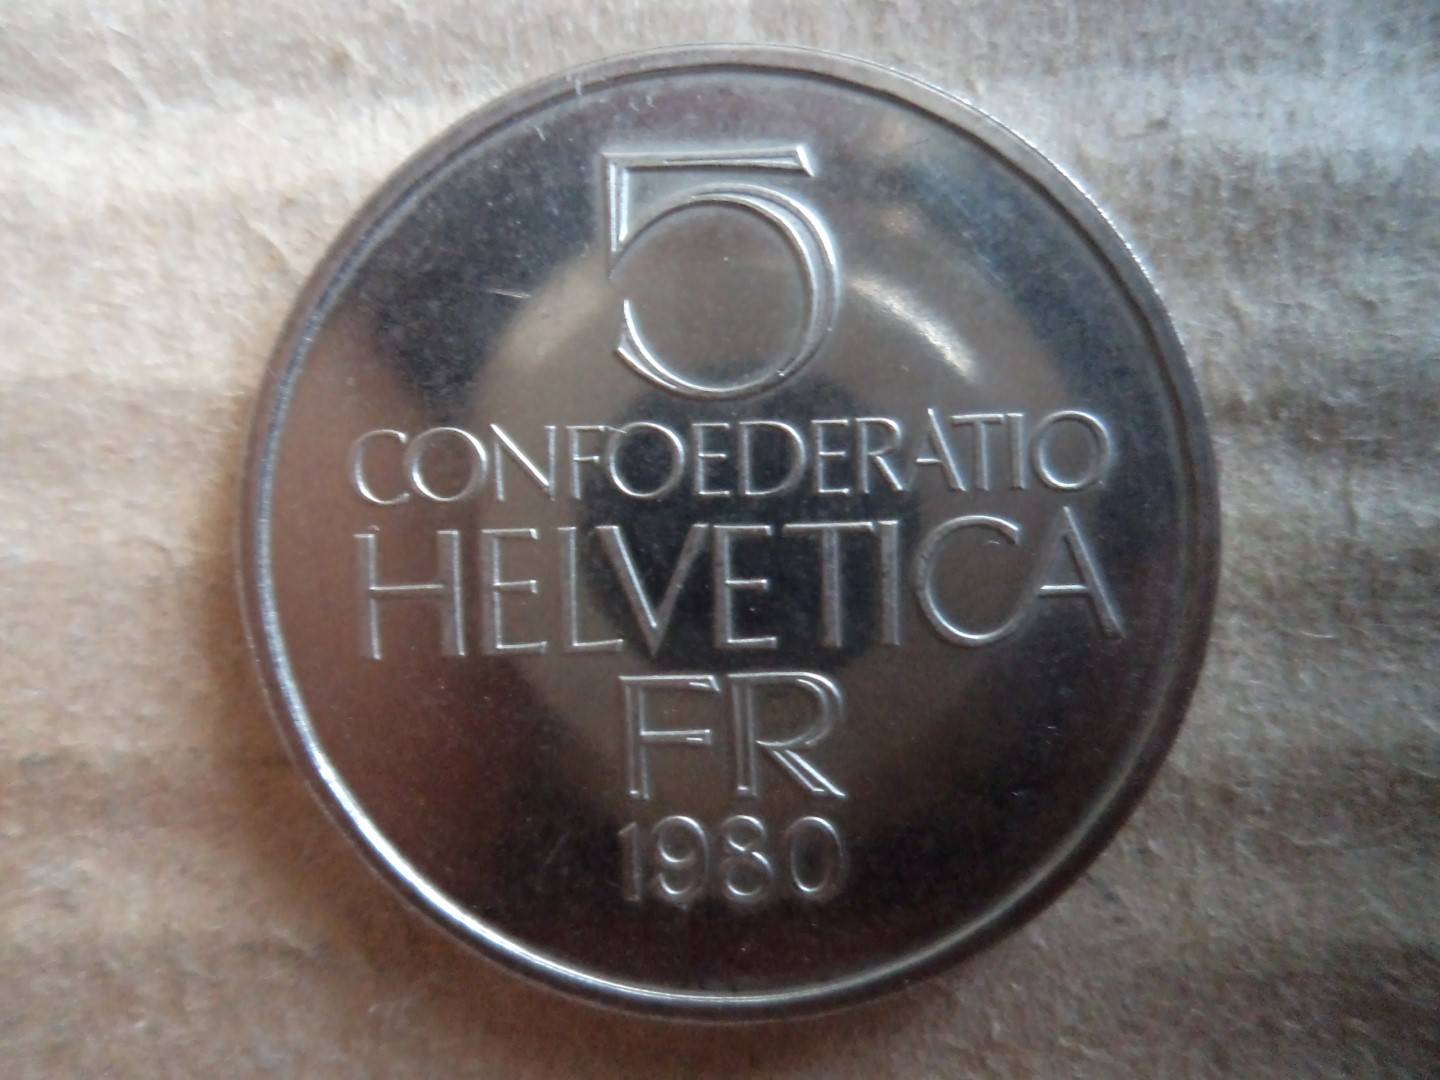 5
CONFOEDERATIO
HELVETICA
FR
1980